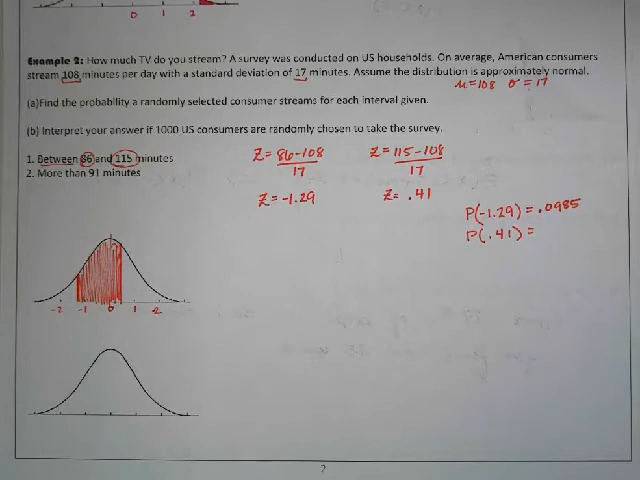 0 1 2
Example 2: How much TV do you stream? A survey was conducted on US households. On average, American consumers
stream 108 minutes per day with a standard deviation of 17 minutes. Assume the distribution is approximately normal.
μ=108 σ=17
(a)Find the probability a randomly selected consumer streams for each interval given.
(b) Interpret your answer if 1000 US consumers are randomly chosen to take the survey.
1. Between 86 and 115 minutes
2. More than 91 minutes
Z = 86-108 / 17 Z = 115-108 / 17
Z = -1.29 Z = .41
P(-1.29) = .0985
P(.41) =
-2 -1 0 1 2
2